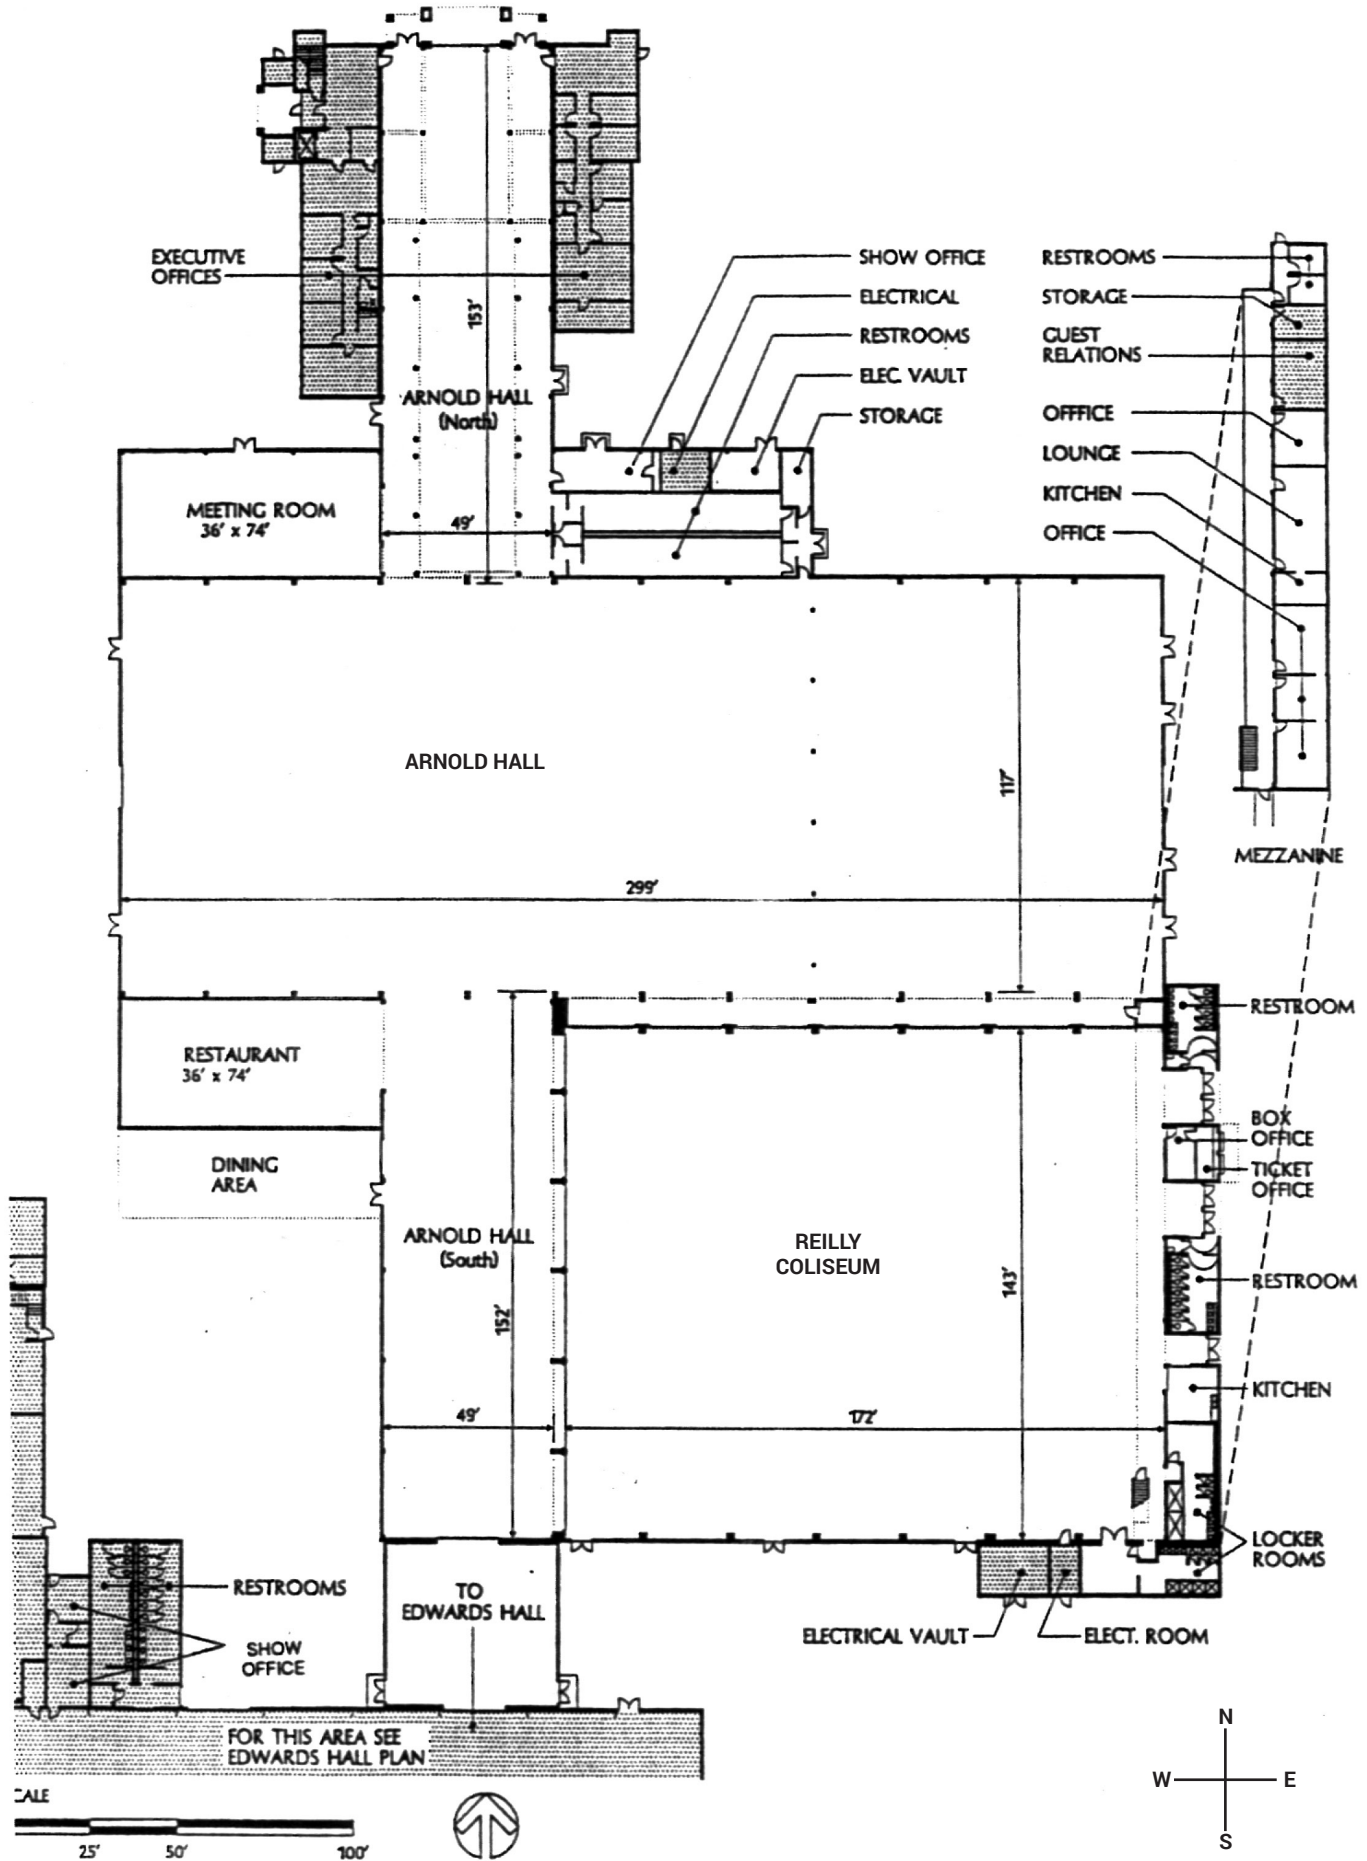 EXECUTIVE
OFFICES
153'
SHOW OFFICE
ELECTRICAL
RESTROOMS
ELEC. VAULT
STORAGE
RESTROOMS
STORAGE
GUEST
RELATIONS
OFFFICE
LOUNGE
KITCHEN
OFFICE
MEZZANINE
ARNOLD HALL
(North)
MEETING ROOM
36' x 74'
49'
ARNOLD HALL
117'
299'
RESTAURANT
36' x 74'
DINING
AREA
ARNOLD HALL
(South)
152'
49'
REILLY
COLISEUM
143'
172'
RESTROOM
BOX
OFFICE
TICKET
OFFICE
RESTROOM
KITCHEN
LOCKER
ROOMS
RESTROOMS
SHOW
OFFICE
TO
EDWARDS HALL
ELECTRICAL VAULT
ELECT. ROOM
FOR THIS AREA SEE
EDWARDS HALL PLAN
CALE
25' 50' 100'
N
W E
S